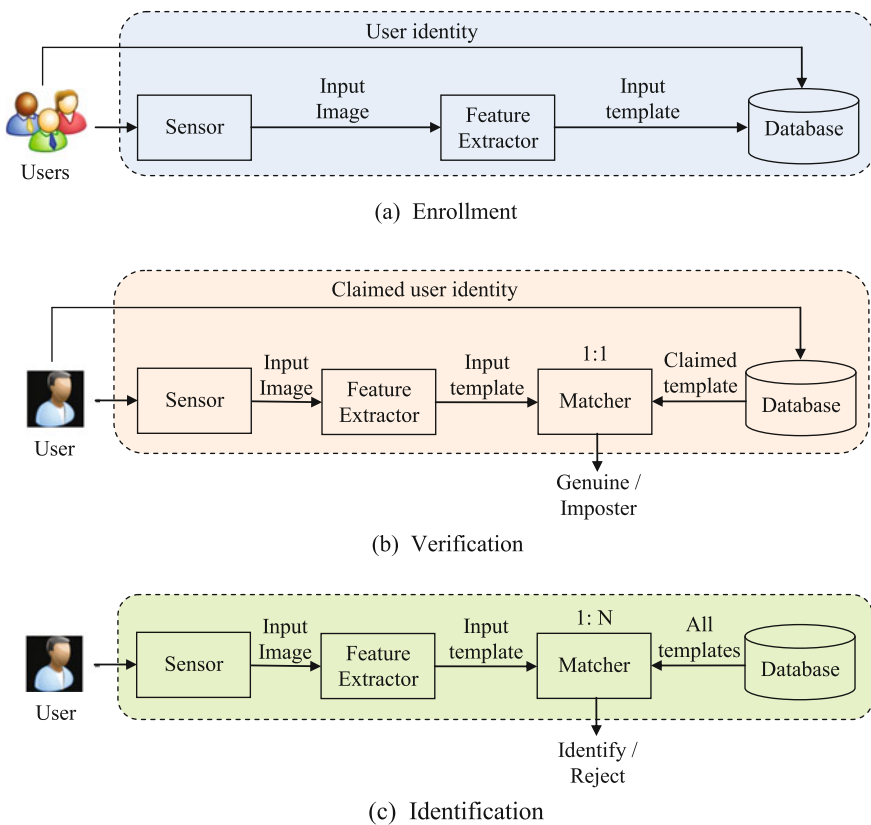 User identity
Input
Image
Input
template
Sensor
Feature
Extractor
Database
Users
(a) Enrollment
Claimed user identity
Input
Image
Input
template
1:1
Claimed
template
Sensor
Feature
Extractor
Matcher
Database
User
Genuine /
Imposter
(b) Verification
Input
Image
Input
template
1: N
All
templates
Sensor
Feature
Extractor
Matcher
Database
User
Identify /
Reject
(c) Identification